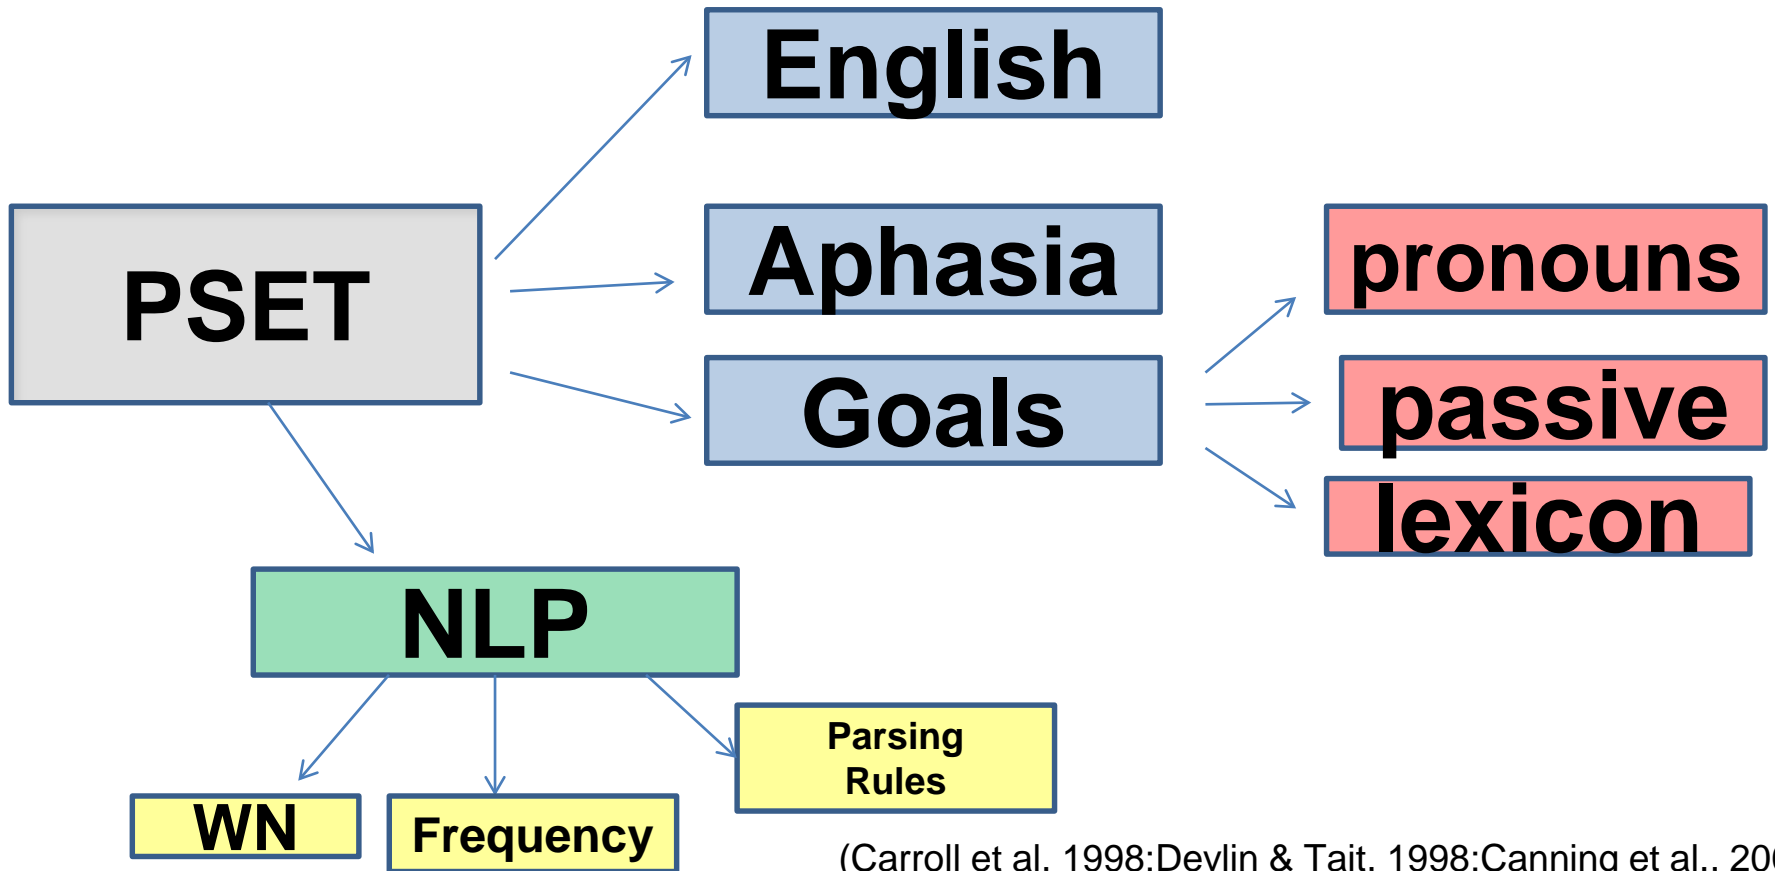 English
Aphasia
pronouns
PSET
Goals
passive
lexicon
NLP
Parsing
Rules
WN
Frequency
(Carroll et al. 1998;Devlin & Tait. 1998;Canning et al..